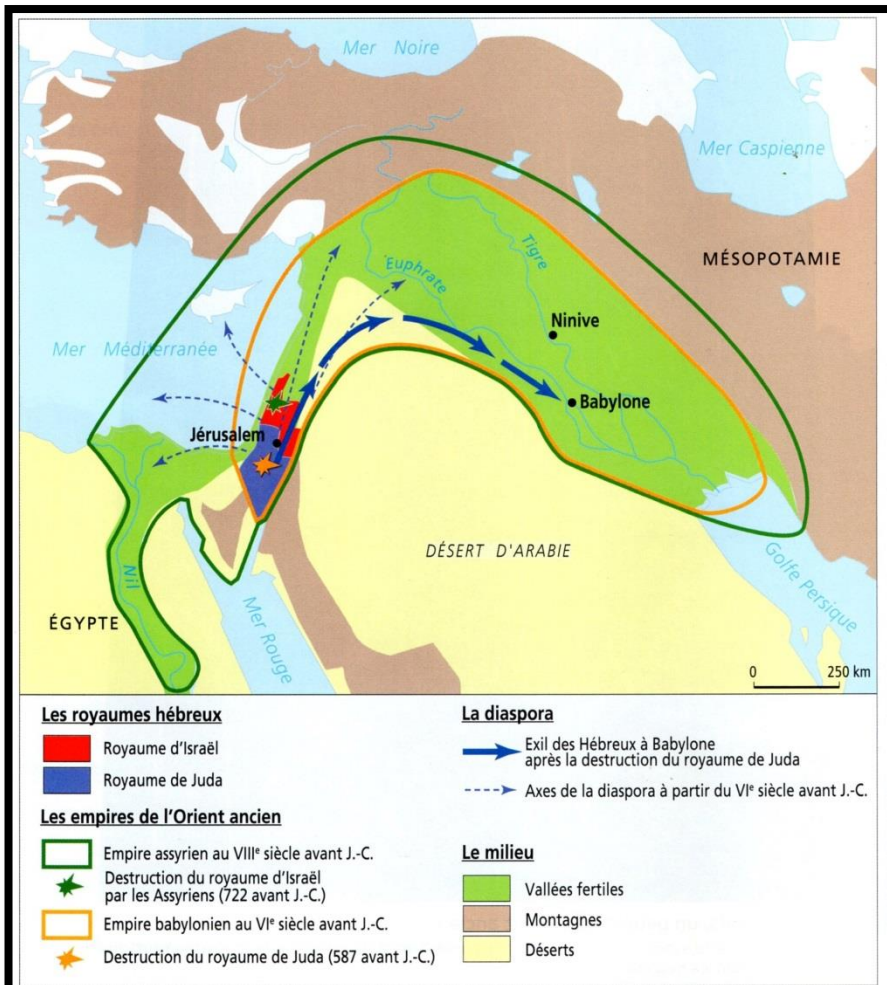 Mer Noire
Mer Caspienne
MÉSOPOTAMIE
Tigre
Euphrate
Ninive
Mer Méditerranée
Babylone
Jérusalem
DÉSERT D'ARABIE
Golfe Persique
Nil
ÉGYPTE
Mer Rouge
0 250 km
Les royaumes hébreux
Royaume d'Israël
Royaume de Juda
Les empires de l'Orient ancien
Empire assyrien au VIIIe siècle avant J.-C.
Destruction du royaume d'Israël
par les Assyriens (722 avant J.-C.)
Empire babylonien au VIe siècle avant J.-C.
Destruction du royaume de Juda (587 avant J.-C.)
La diaspora
Exil des Hébreux à Babylone
après la destruction du royaume de Juda
Axes de la diaspora à partir du VIe siècle avant J.-C.
Le milieu
Vallées fertiles
Montagnes
Déserts